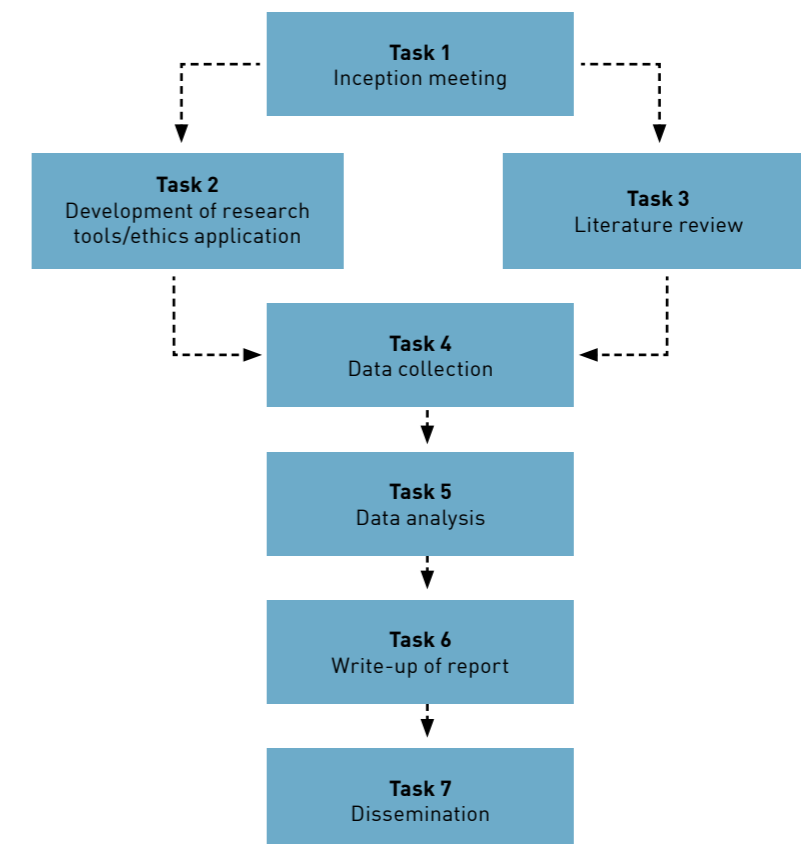 Task 1
Inception meeting
Task 2
Development of research
tools/ethics application
Task 3
Literature review
Task 4
Data collection
Task 5
Data analysis
Task 6
Write-up of report
Task 7
Dissemination